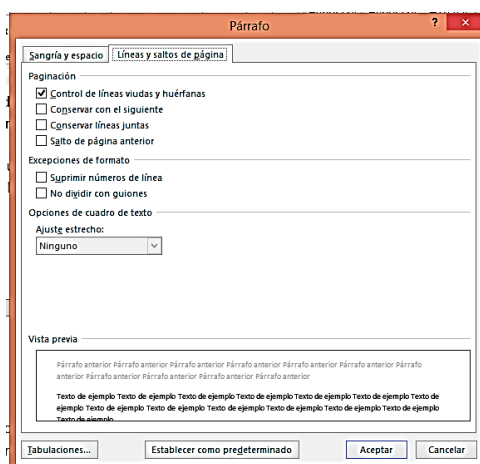 Párrafo
?
Sangría y espacio Líneas y saltos de página
Paginación
Control de líneas viudas y huérfanas
Conservar con el siguiente
Conservar líneas juntas
Salto de página anterior
Excepciones de formato
Suprimir números de línea
No dividir con guiones
Opciones de cuadro de texto
Ajuste estrecho:
Ninguno
Vista previa
Párrafo anterior Párrafo anterior Párrafo anterior Párrafo anterior Párrafo anterior Párrafo anterior Párrafo
anterior Párrafo anterior Párrafo anterior Párrafo anterior Párrafo anterior
Texto de ejemplo Texto de ejemplo Texto de ejemplo Texto de ejemplo Texto de ejemplo Texto de ejemplo Texto de
ejemplo Texto de ejemplo Texto de ejemplo Texto de ejemplo Texto de ejemplo Texto de ejemplo Texto de ejemplo
Texto de ejemplo
Tabulaciones... Establecer como predeterminado Aceptar Cancelar